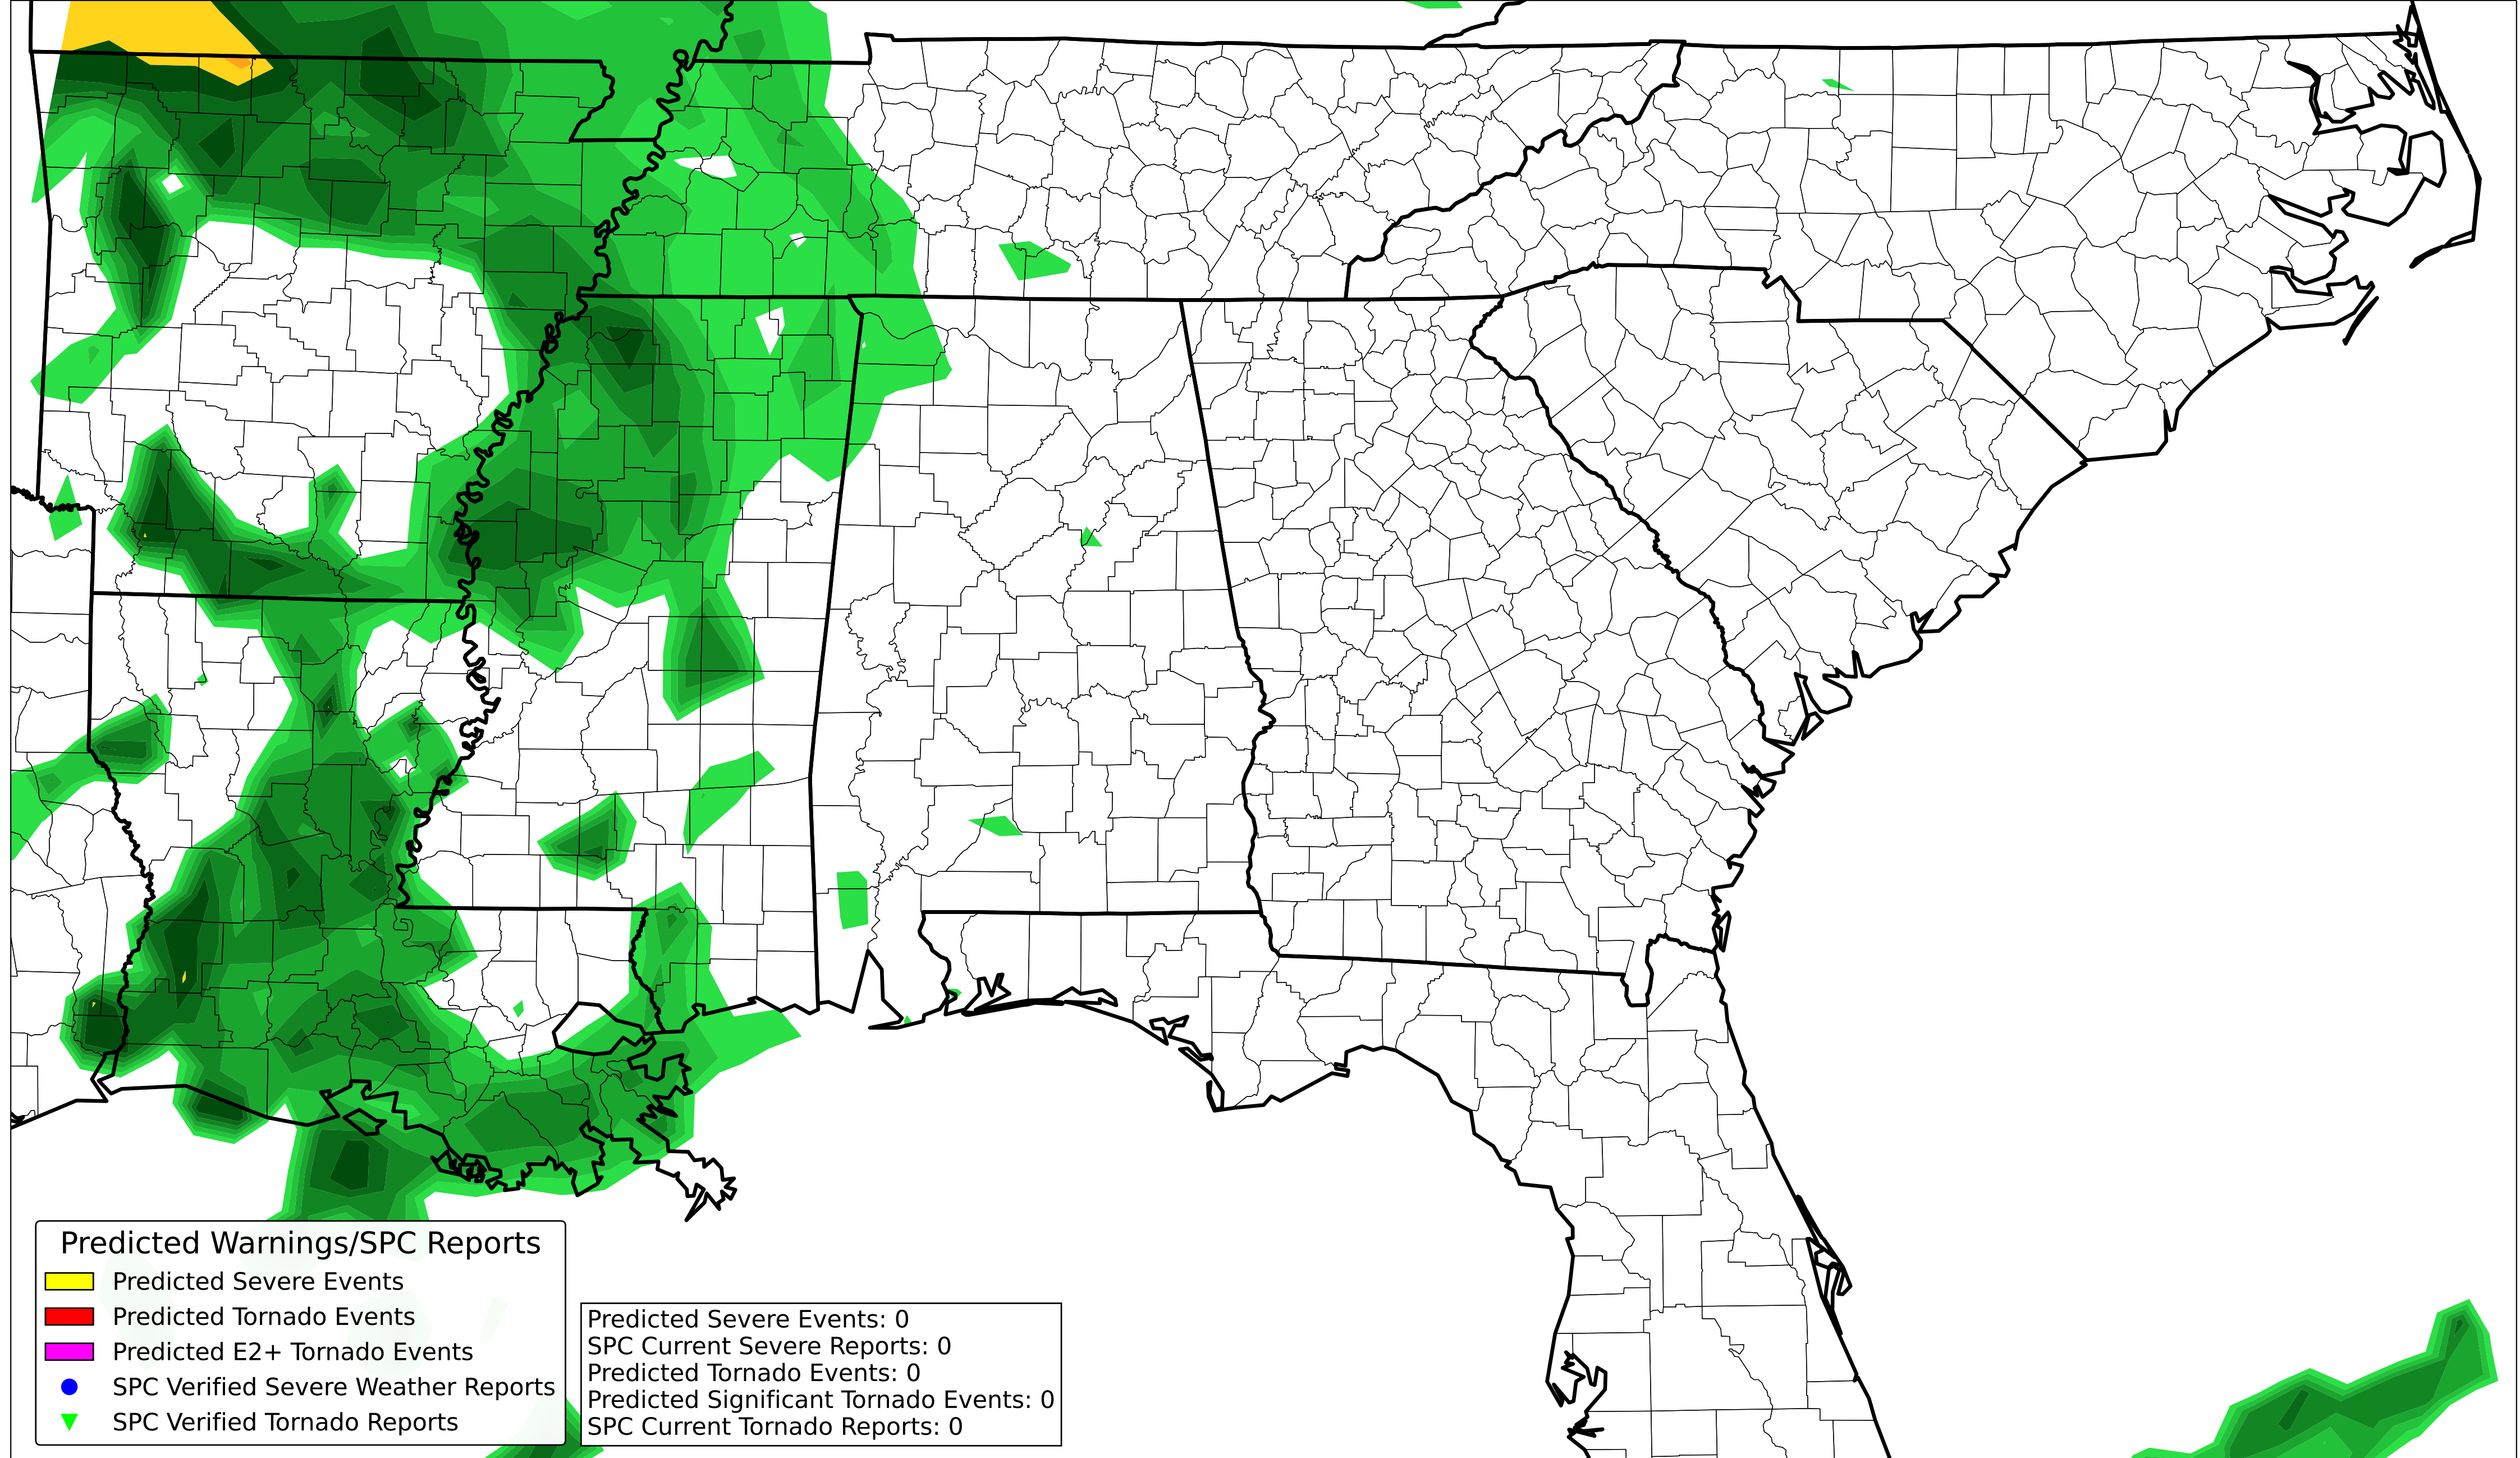 Predicted Warnings/SPC Reports
Predicted Severe Events
Predicted Tornado Events
Predicted E2+ Tornado Events
SPC Verified Severe Weather Reports
SPC Verified Tornado Reports
Predicted Severe Events: 0
SPC Current Severe Reports: 0
Predicted Tornado Events: 0
Predicted Significant Tornado Events: 0
SPC Current Tornado Reports: 0